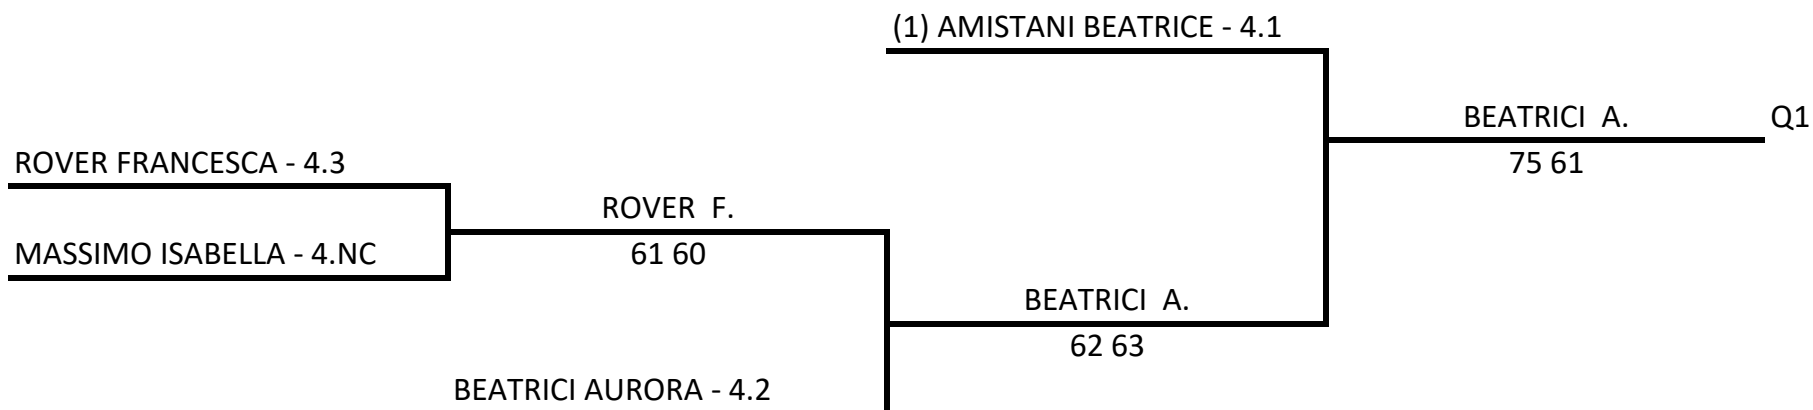 (1) AMISTANI BEATRICE - 4.1
BEATRICI A. Q1
ROVER FRANCESCA - 4.3
75 61
ROVER F.
MASSIMO ISABELLA - 4.NC
61 60
BEATRICI A.
62 63
BEATRICI AURORA - 4.2